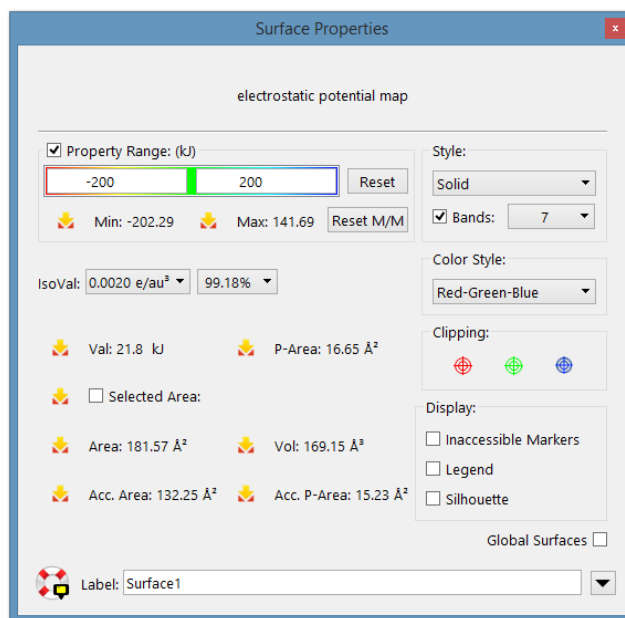 Surface Properties
x
electrostatic potential map
Property Range: (kJ)
-200 200 Reset
Min: -202.29 Max: 141.69 Reset M/M
Style:
Solid
Bands: 7
IsoVal: 0.0020 e/au³ 99.18%
Color Style:
Red-Green-Blue
Val: 21.8 kJ P-Area: 16.65 Å²
Clipping:
Selected Area:
Area: 181.57 Å² Vol: 169.15 Å³
Acc. Area: 132.25 Å² Acc. P-Area: 15.23 Å²
Display:
Inaccessible Markers
Legend
Silhouette
Global Surfaces
Label: Surface1